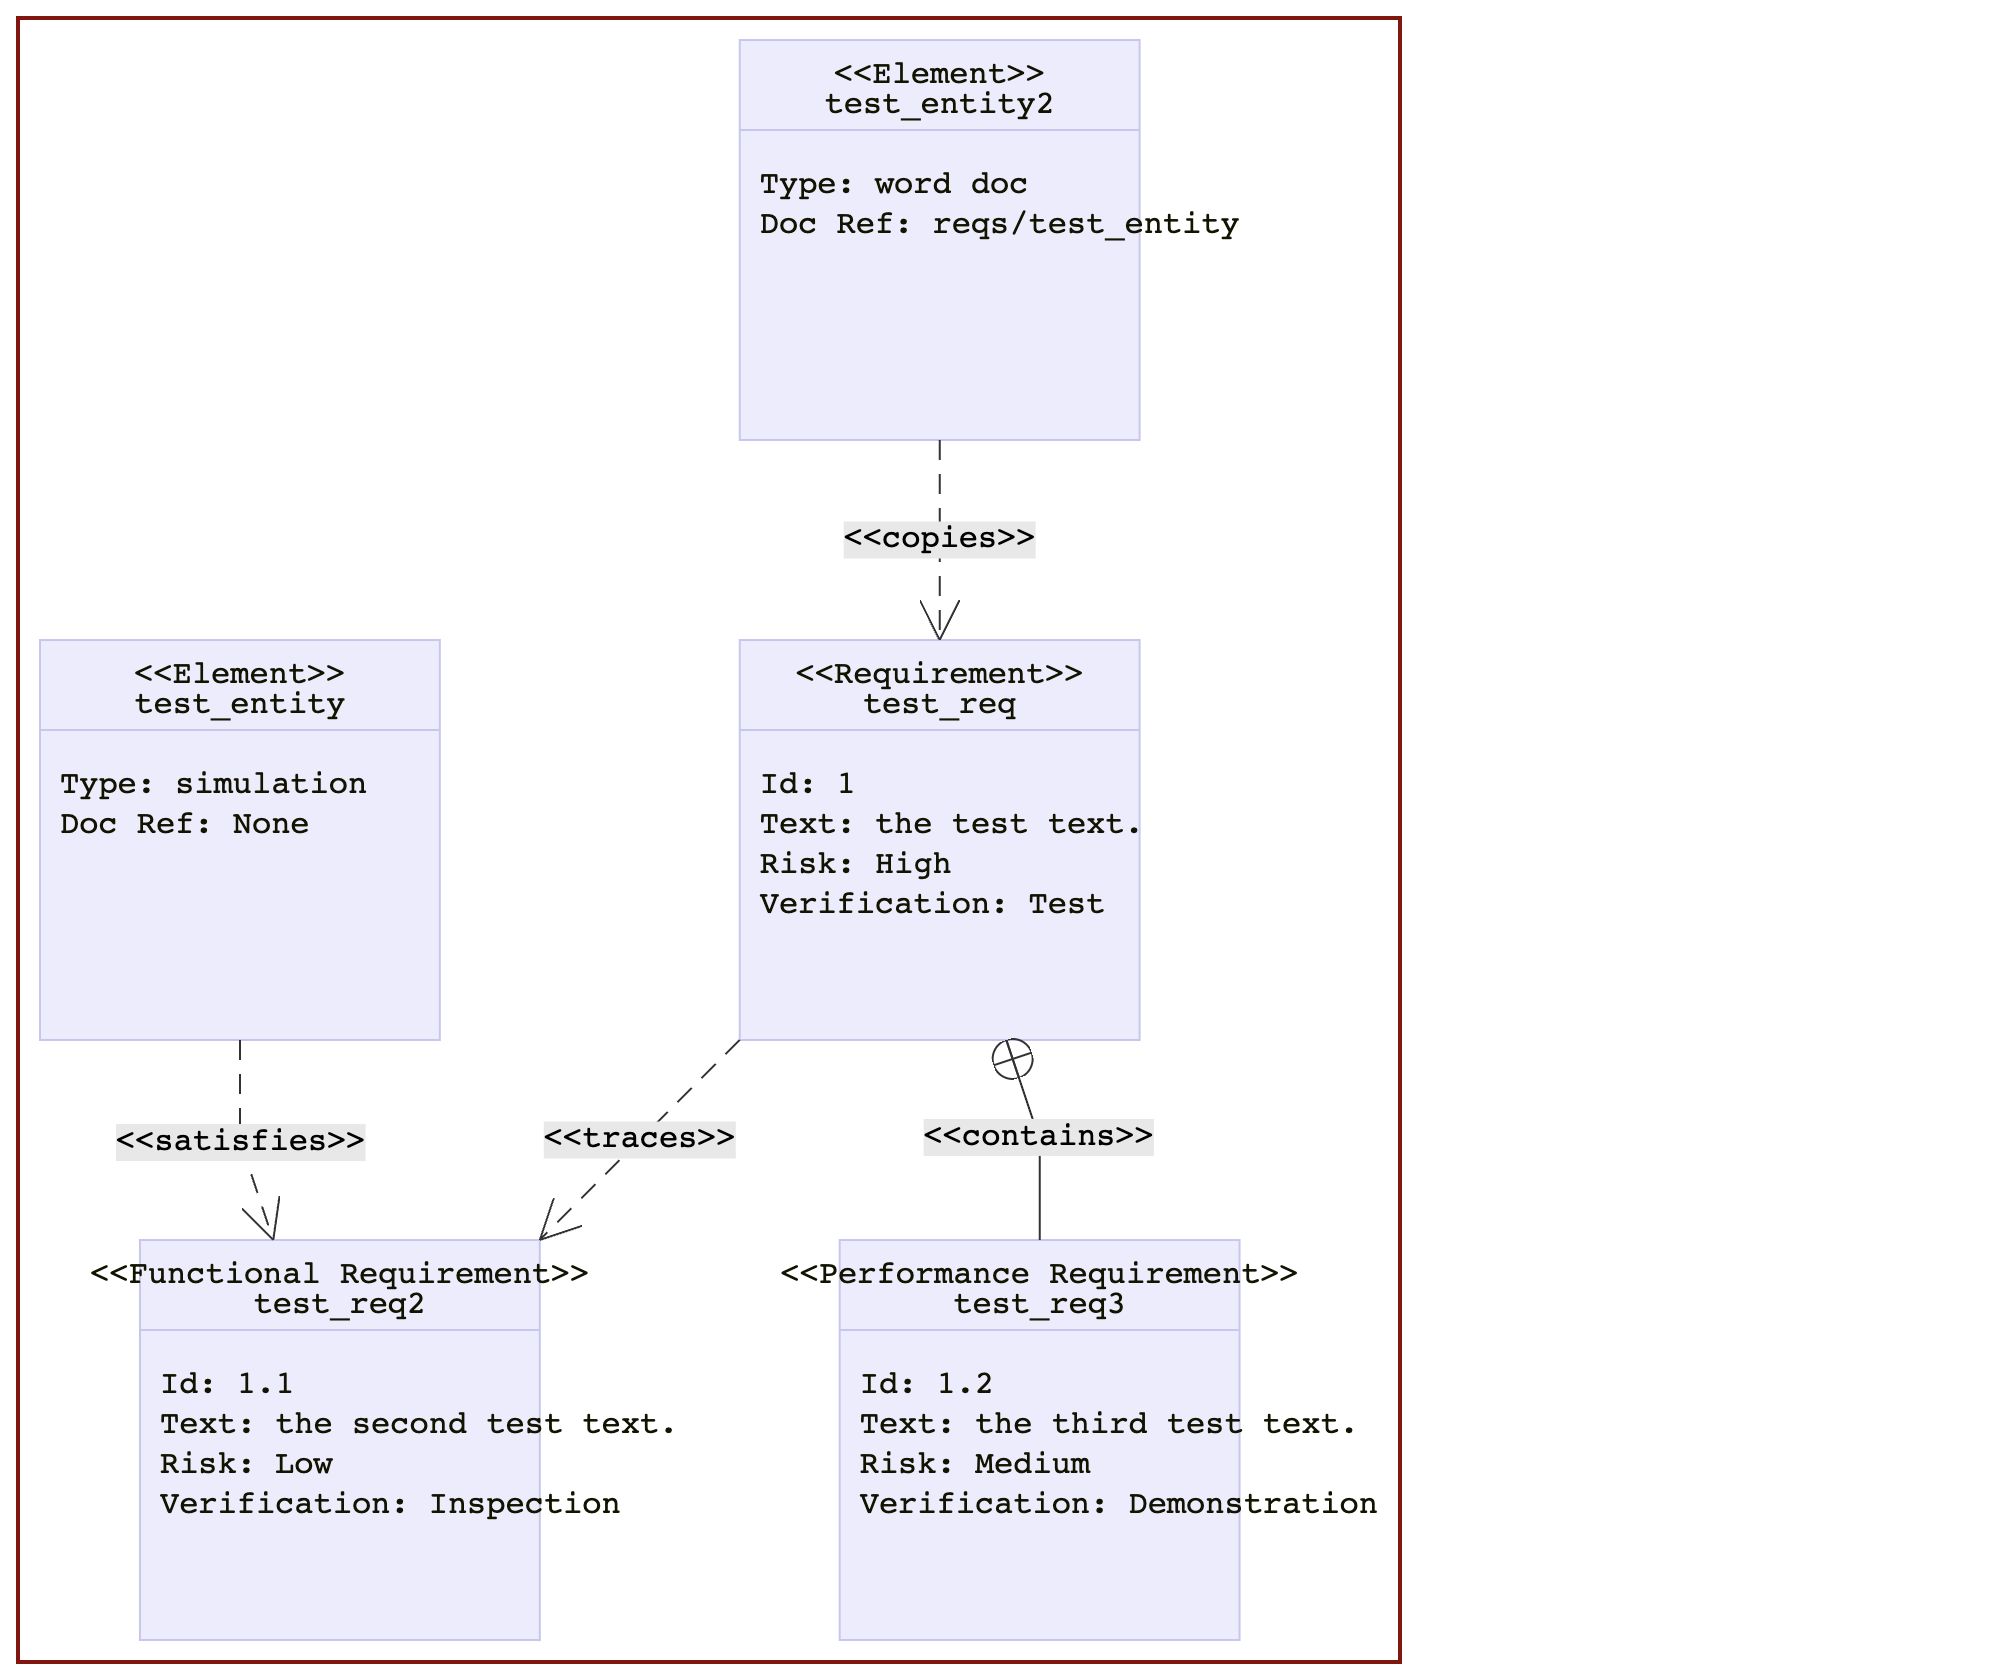 <<Element>>
test_entity2
Type: word doc
Doc Ref: reqs/test_entity
<<copies>>
<<Element>>
test_entity
Type: simulation
Doc Ref: None
<<Requirement>>
test_req
Id: 1
Text: the test text.
Risk: High
Verification: Test
<<satisfies>>
<<traces>>
<<contains>>
<<Functional Requirement>>
test_req2
Id: 1.1
Text: the second test text.
Risk: Low
Verification: Inspection
<<Performance Requirement>>
test_req3
Id: 1.2
Text: the third test text.
Risk: Medium
Verification: Demonstration